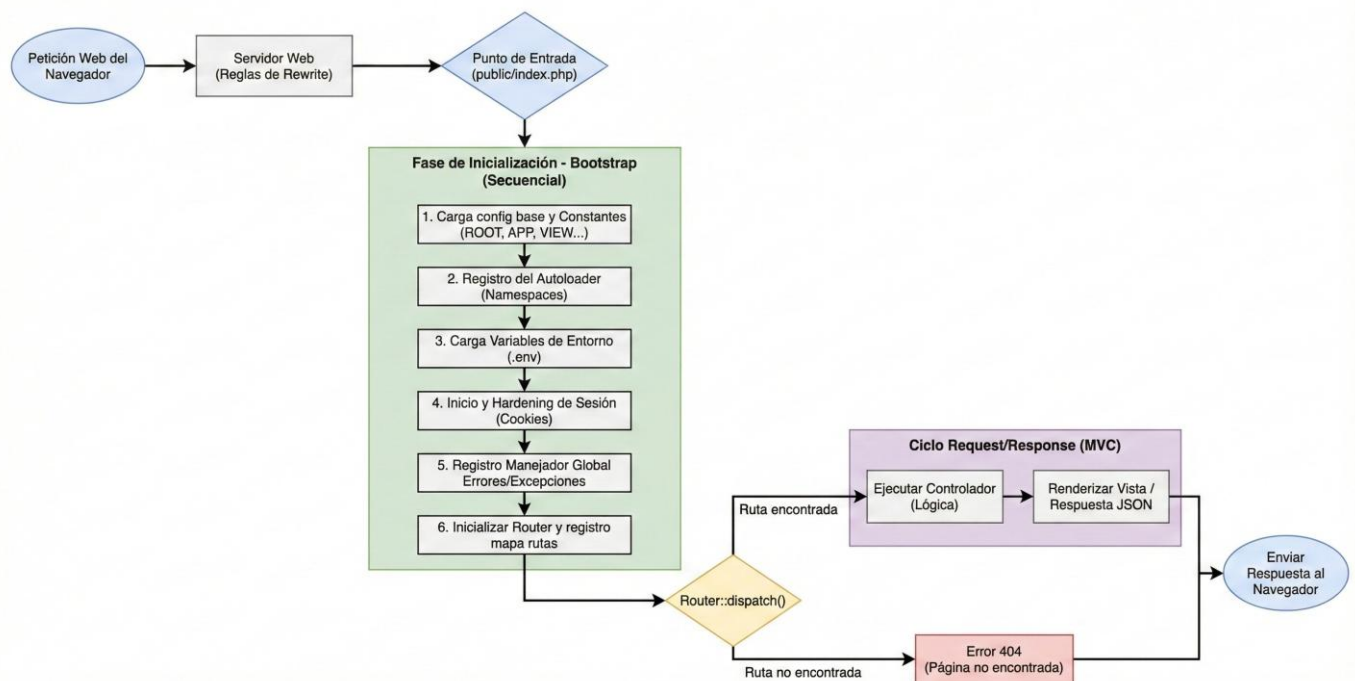 Petición Web del
Navegador
Servidor Web
(Reglas de Rewrite)
Punto de Entrada
(public/index.php)
Fase de Inicialización - Bootstrap
(Secuencial)
1. Carga config base y Constantes
(ROOT, APP, VIEW...)
2. Registro del Autoloader
(Namespaces)
3. Carga Variables de Entorno
(.env)
4. Inicio y Hardening de Sesión
(Cookies)
5. Registro Manejador Global
Errores/Excepciones
6. Inicializar Router y registro
mapa rutas
Router::dispatch()
Ruta encontrada
Ciclo Request/Response (MVC)
Ejecutar Controlador
(Lógica)
Renderizar Vista /
Respuesta JSON
Ruta no encontrada
Error 404
(Página no encontrada)
Enviar
Respuesta al
Navegador